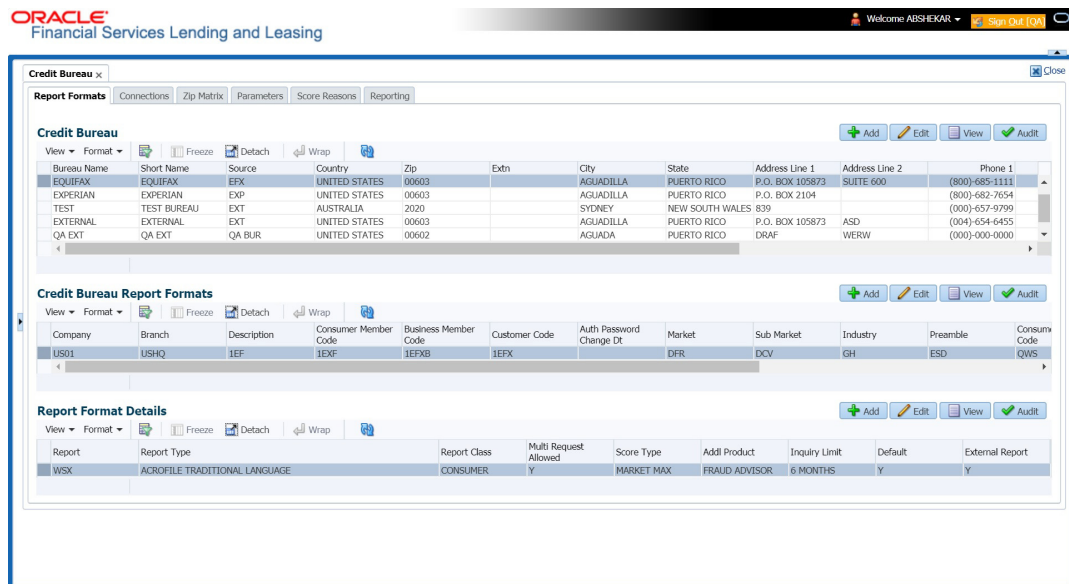 ORACLE
Financial Services Lending and Leasing
Welcome ABSHEKAR
Sign Out [QA]
Credit Bureau x
Close
Report Formats Connections Zip Matrix Parameters Score Reasons Reporting
Credit Bureau
Add Edit View Audit
View Format Freeze Detach Wrap
Bureau Name Short Name Source Country Zip Extn City State Address Line 1 Address Line 2 Phone 1
EQUIFAX EQUIFAX EFX UNITED STATES 00603 AGUADILLA PUERTO RICO P.O. BOX 105873 SUITE 600 (800)-685-1111
EXPERIAN EXPERIAN EXP UNITED STATES 00603 AGUADILLA PUERTO RICO P.O. BOX 2104 (800)-682-7654
TEST TEST BUREAU EXT AUSTRALIA 2020 SYDNEY NEW SOUTH WALES 839 (000)-657-9799
EXTERNAL EXTERNAL EXT UNITED STATES 00603 AGUADILLA PUERTO RICO P.O. BOX 105873 ASD (004)-654-6455
QA EXT QA EXT QA BUR UNITED STATES 00602 AGUADA PUERTO RICO DRAF WERW (000)-000-0000
Credit Bureau Report Formats
Add Edit View Audit
View Format Freeze Detach Wrap
Company Branch Description Consumer Member Code Business Member Code Customer Code Auth Password Change Dt Market Sub Market Industry Preamble Consume Code
US01 USHQ 1EF 1EXF 1EFXB 1EFX DFR DCV GH ESD QWS
Report Format Details
Add Edit View Audit
View Format Freeze Detach Wrap
Report Report Type Report Class Multi Request Allowed Score Type Addl Product Inquiry Limit Default External Report
WSX ACROFILE TRADITIONAL LANGUAGE CONSUMER Y MARKET MAX FRAUD ADVISOR 6 MONTHS Y Y